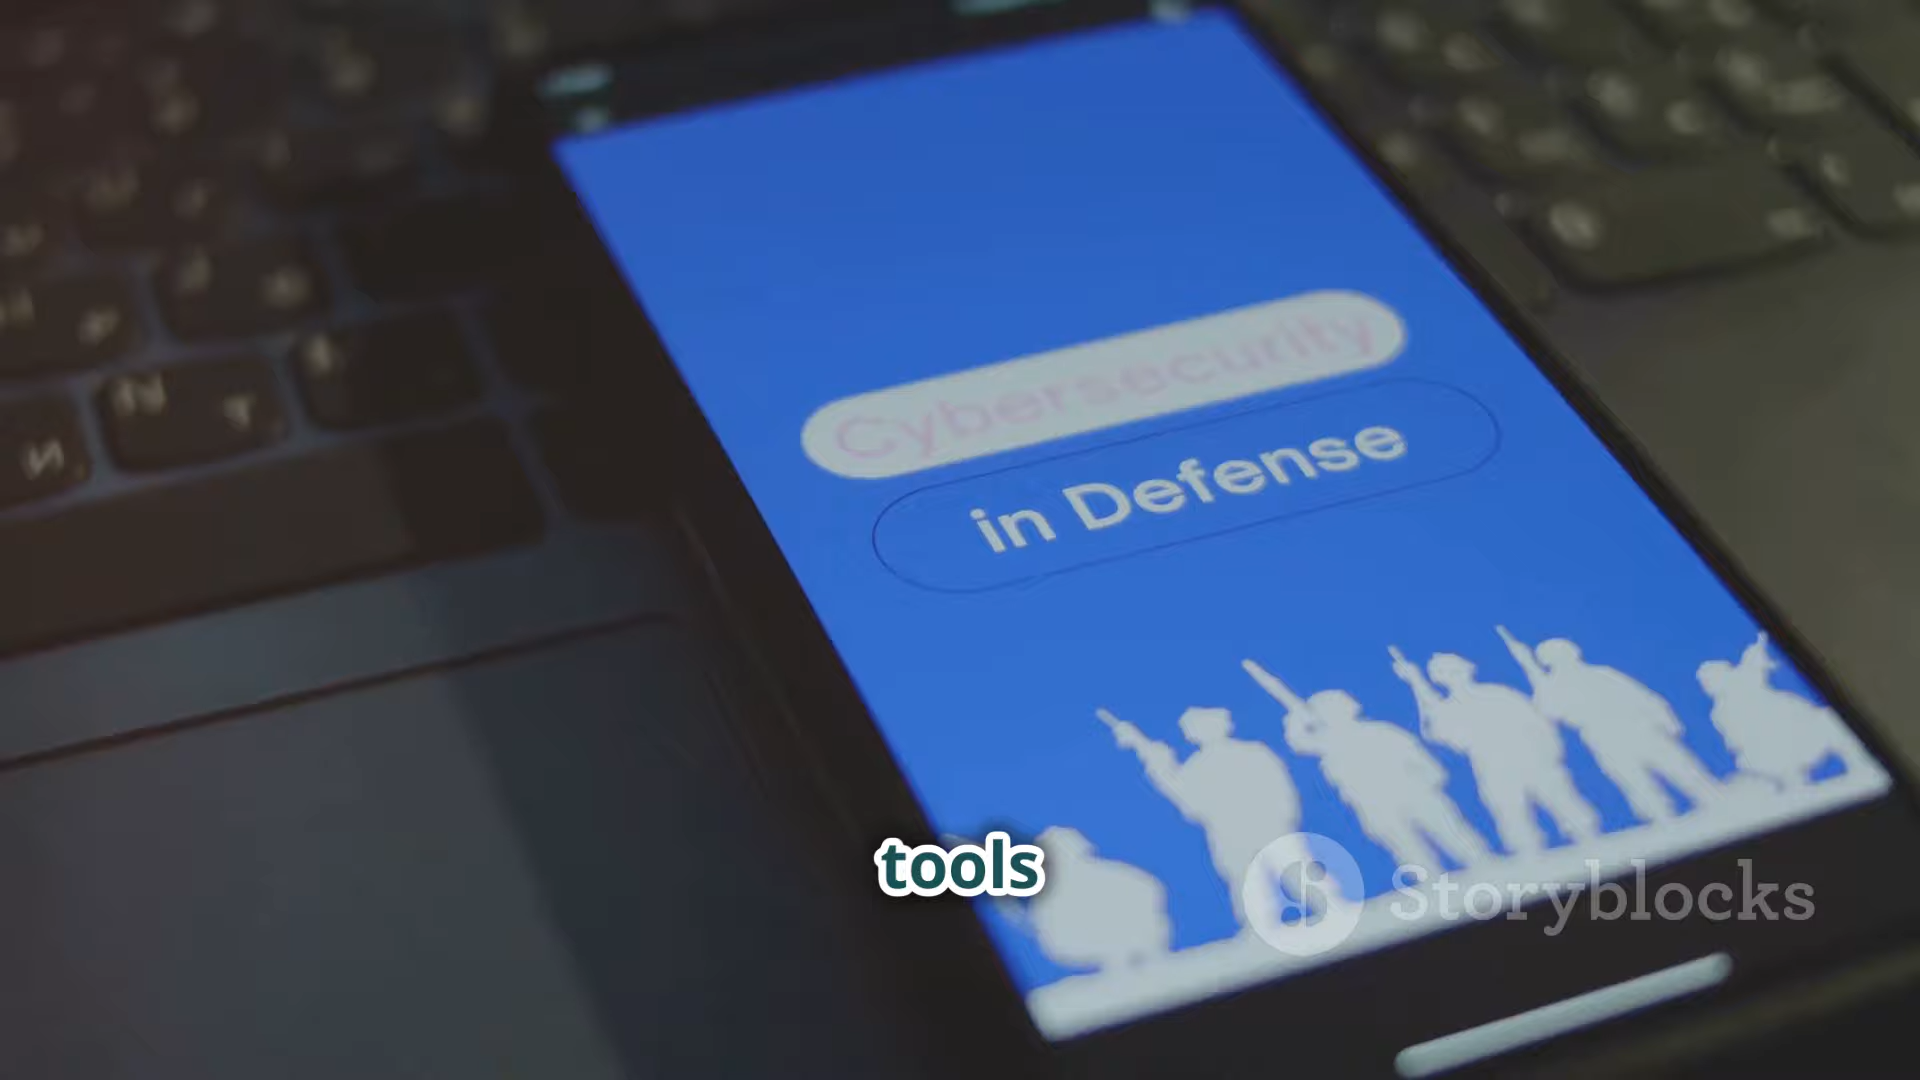 Cybersecurity
in Defense
tools
Storyblocks